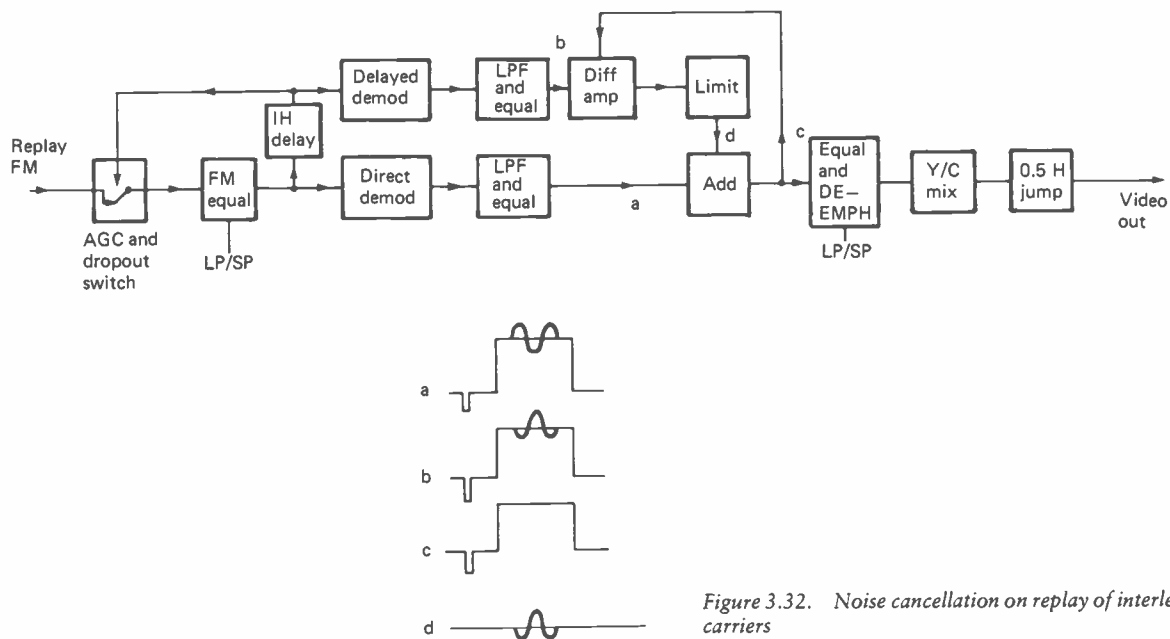 b
Delayed
demod
LPF
and
equal
Diff
amp
Limit
IH
delay
d
c
Replay
FM
FM
equal
Direct
demod
LPF
and
equal
a
Add
Equal
and
DE-
EMPH
Y/C
mix
0.5 H
jump
Video
out
AGC and
dropout
switch
LP/SP
LP/SP
a
b
c
d
Figure 3.32. Noise cancellation on replay of interle
carriers